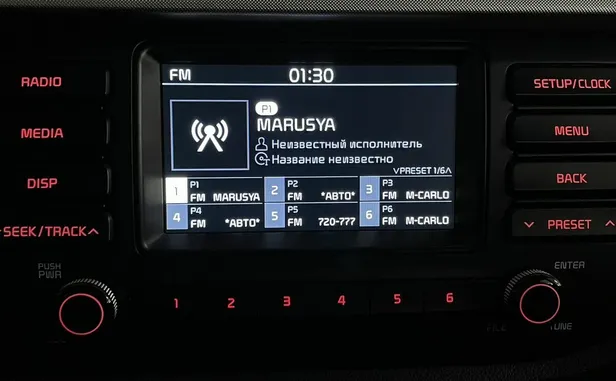 RADIO
MEDIA
DISP
SEEK/TRACK
PUSH
PWR
FM 01:30
P1
MARUSYA
Неизвестный исполнитель
Название неизвестно
PRESET 1/6
1 P1 FM MARUSYA
2 P2 FM *АВТО*
3 P3 FM M-CARLO
4 P4 FM *АВТО*
5 P5 FM 720-777
6 P6 FM M-CARLO
1 2 3 4 5 6
SETUP/CLOCK
MENU
BACK
PRESET
ENTER
TUNE